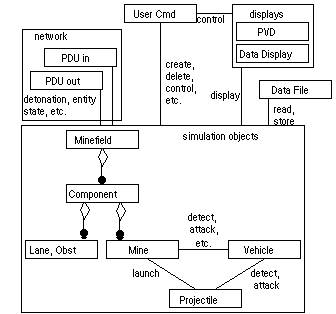 User Cmd
control
displays
PVD
Data Display
network
PDU in
PDU out
detonation, entity
state, etc.
create,
delete,
control,
etc.
display
Data File
read,
store
simulation objects
Minefield
Component
Lane, Obst
Mine
detect,
attack,
etc.
Vehicle
launch
detect,
attack
Projectile